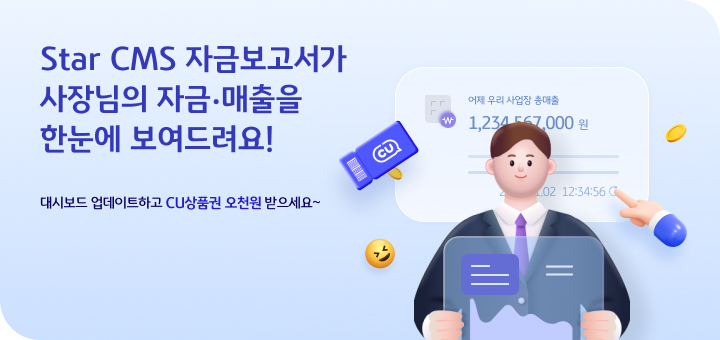 Star CMS 자금보고서가
사장님의 자금·매출을
한눈에 보여드려요!
대시보드 업데이트하고 CU상품권 오천원 받으세요~
어제 우리 사업장 총매출
1,234,567,000 원
12:34:56
CU